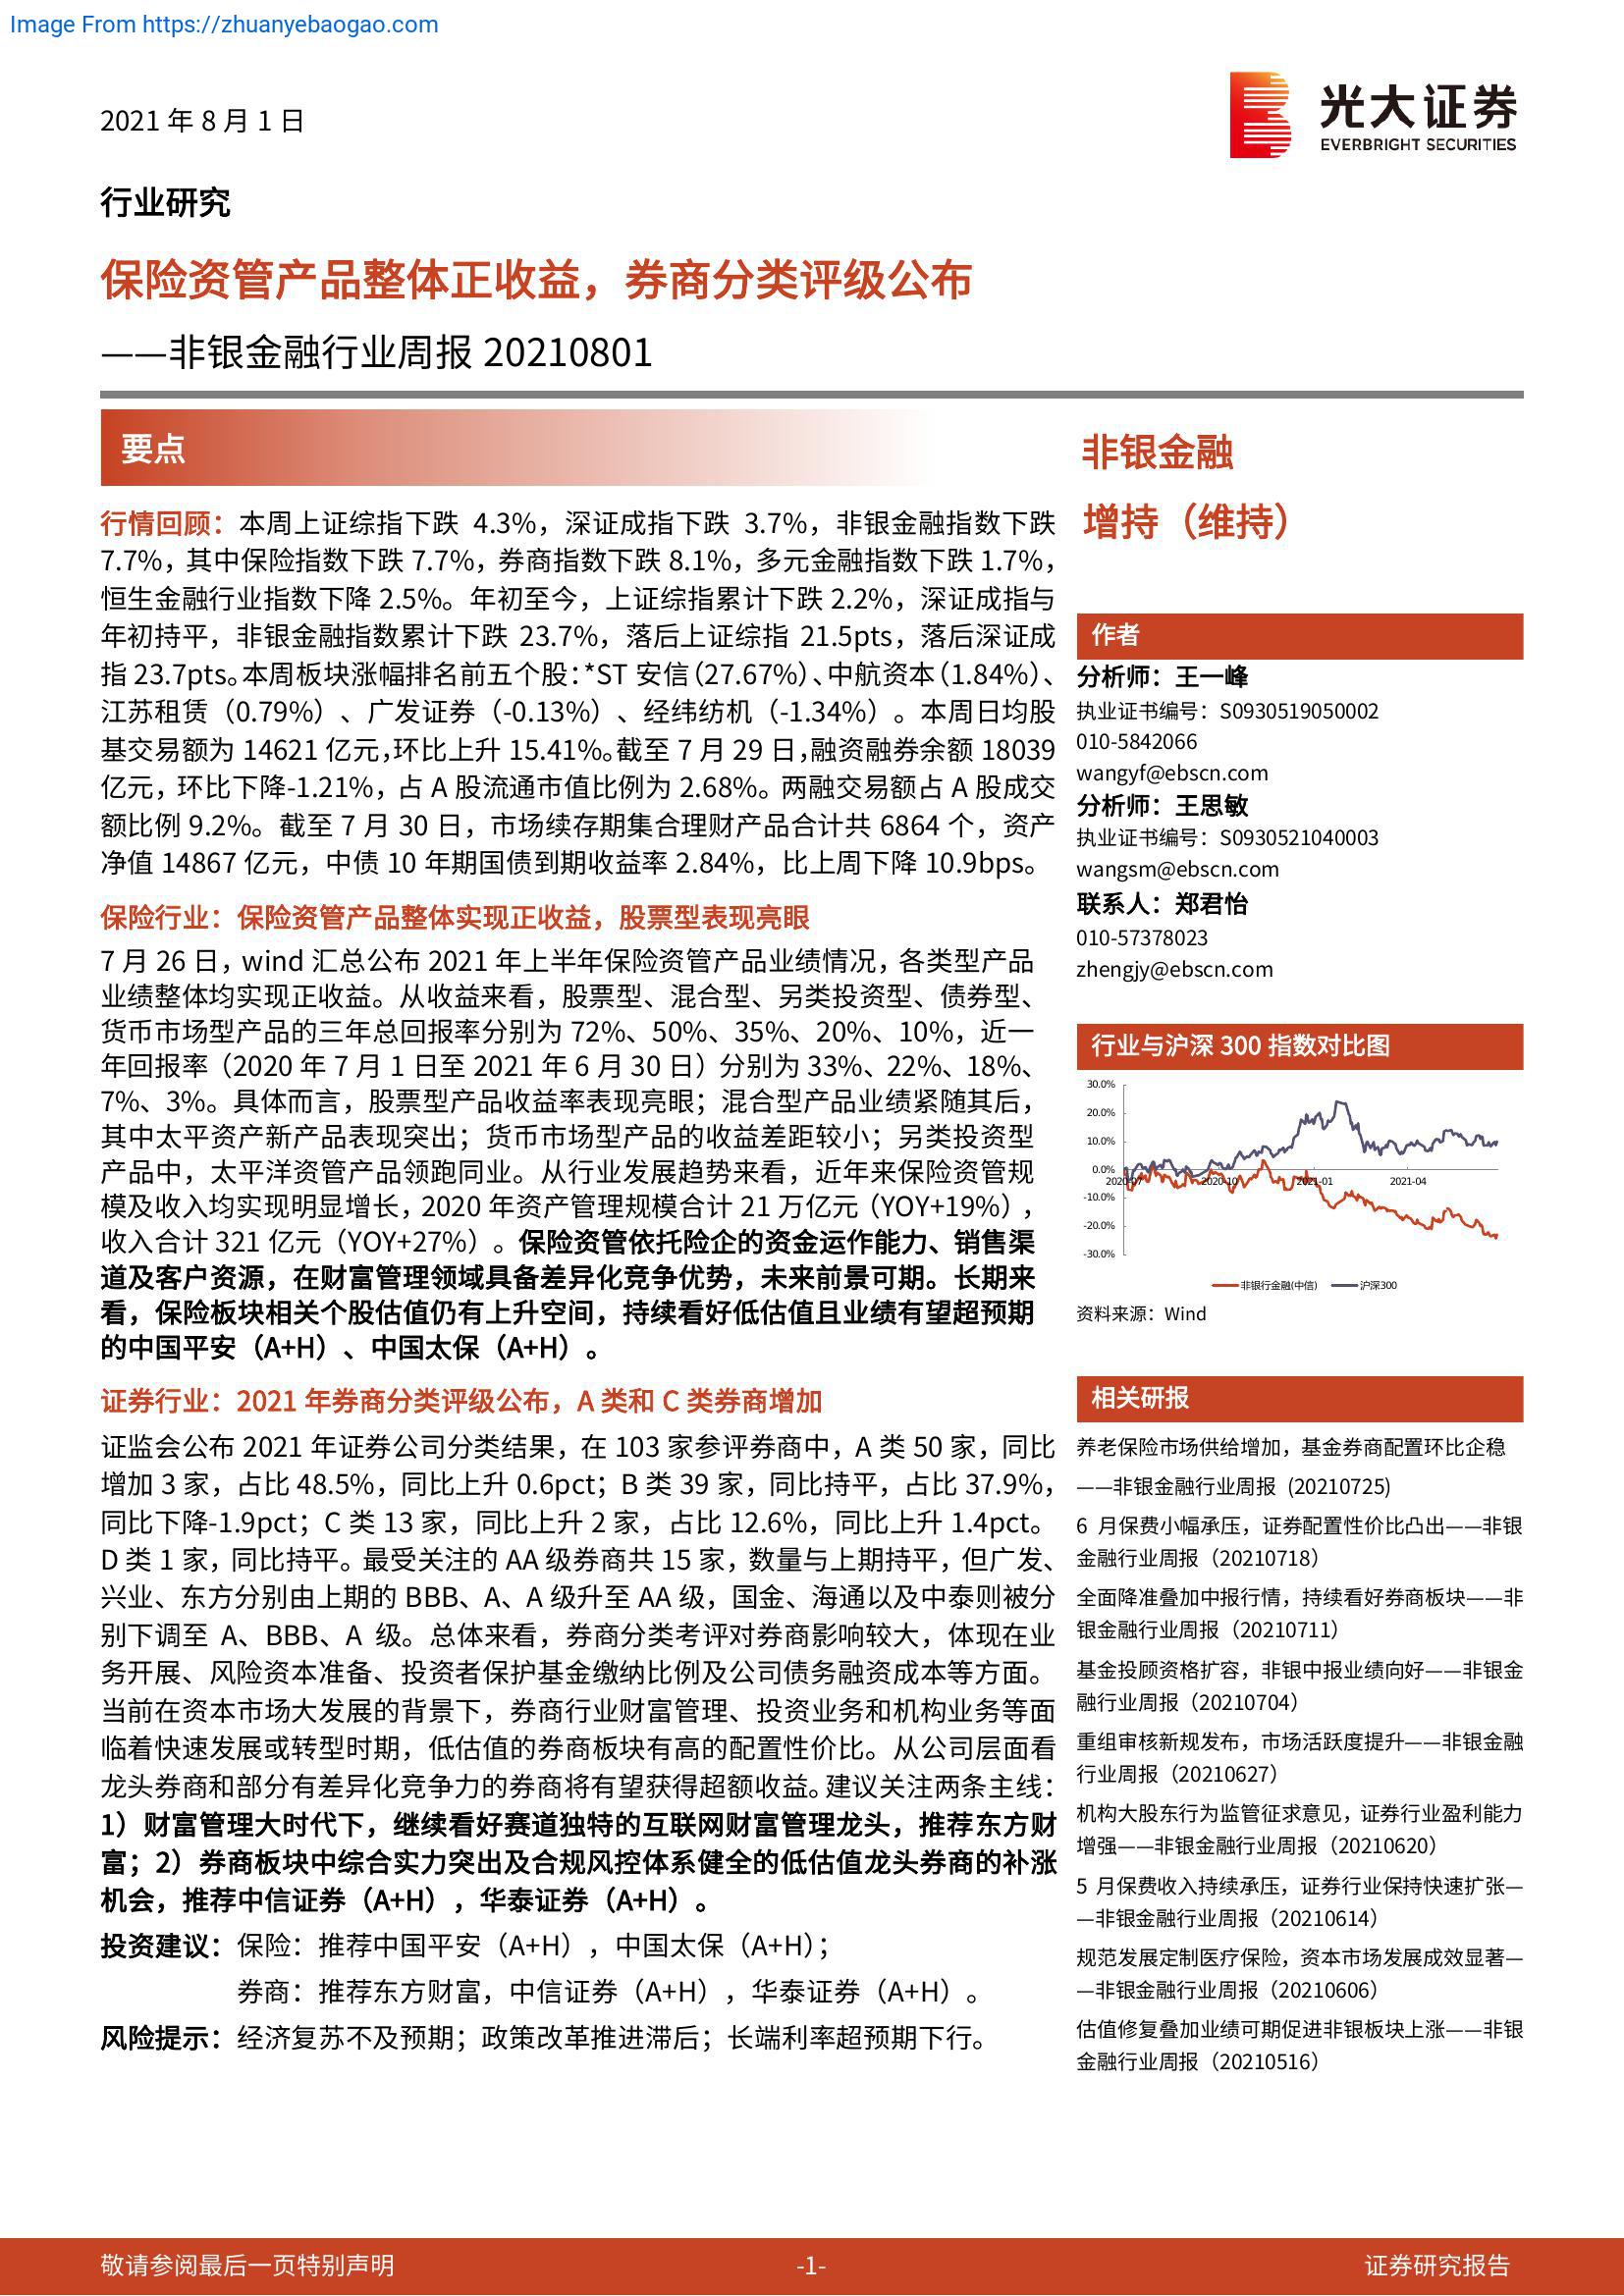 Image From https://zhuanyebaogao.com
2021 年 8 月 1 日
光大证券
EVERBRIGHT SECURITIES
行业研究
保险资管产品整体正收益，券商分类评级公布
——非银金融行业周报 20210801
要点
行情回顾：本周上证综指下跌 4.3%，深证成指下跌 3.7%，非银金融指数下跌
7.7%，其中保险指数下跌 7.7%，券商指数下跌 8.1%，多元金融指数下跌 1.7%，
恒生金融行业指数下降 2.5%。年初至今，上证综指累计下跌 2.2%，深证成指与
年初持平，非银金融指数累计下跌 23.7%，落后上证综指 21.5pts，落后深证成
指 23.7pts。本周板块涨幅排名前五个股：*ST 安信（27.67%）、中航资本（1.84%）、
江苏租赁（0.79%）、广发证券（-0.13%）、经纬纺机（-1.34%）。本周日均股
基交易额为 14621 亿元，环比上升 15.41%。截至 7 月 29 日，融资融券余额 18039
亿元，环比下降-1.21%，占 A 股流通市值比例为 2.68%。两融交易额占 A 股成交
额比例 9.2%。截至 7 月 30 日，市场续存期集合理财产品合计共 6864 个，资产
净值 14867 亿元，中债 10 年期国债到期收益率 2.84%，比上周下降 10.9bps。
保险行业：保险资管产品整体实现正收益，股票型表现亮眼
7 月 26 日，wind 汇总公布 2021 年上半年保险资管产品业绩情况，各类型产品
业绩整体均实现正收益。从收益来看，股票型、混合型、另类投资型、债券型、
货币市场型产品的三年总回报率分别为 72%、50%、35%、20%、10%，近一
年回报率（2020 年 7 月 1 日至 2021 年 6 月 30 日）分别为 33%、22%、18%、
7%、3%。具体而言，股票型产品收益率表现亮眼；混合型产品业绩紧随其后，
其中太平资产新产品表现突出；货币市场型产品的收益差距较小；另类投资型
产品中，太平洋资管产品领跑同业。从行业发展趋势来看，近年来保险资管规
模及收入均实现明显增长，2020 年资产管理规模合计 21 万亿元（YOY+19%），
收入合计 321 亿元（YOY+27%）。保险资管依托险企的资金运作能力、销售渠
道及客户资源，在财富管理领域具备差异化竞争优势，未来前景可期。长期来
看，保险板块相关个股估值仍有上升空间，持续看好低估值且业绩有望超预期
的中国平安（A+H）、中国太保（A+H）。
证券行业：2021 年券商分类评级公布，A 类和 C 类券商增加
证监会公布 2021 年证券公司分类结果，在 103 家参评券商中，A 类 50 家，同比
增加 3 家，占比 48.5%，同比上升 0.6pct；B 类 39 家，同比持平，占比 37.9%，
同比下降-1.9pct；C 类 13 家，同比上升 2 家，占比 12.6%，同比上升 1.4pct。
D 类 1 家，同比持平。最受关注的 AA 级券商共 15 家，数量与上期持平，但广发、
兴业、东方分别由上期的 BBB、A、A 级升至 AA 级，国金、海通以及中泰则被分
别下调至 A、BBB、A 级。总体来看，券商分类考评对券商影响较大，体现在业
务开展、风险资本准备、投资者保护基金缴纳比例及公司债务融资成本等方面。
当前在资本市场大发展的背景下，券商行业财富管理、投资业务和机构业务等面
临着快速发展或转型时期，低估值的券商板块有高的配置性价比。从公司层面看
龙头券商和部分有差异化竞争力的券商将有望获得超额收益。建议关注两条主线：
1）财富管理大时代下，继续看好赛道独特的互联网财富管理龙头，推荐东方财
富；2）券商板块中综合实力突出及合规风控体系健全的低估值龙头券商的补涨
机会，推荐中信证券（A+H），华泰证券（A+H）。
投资建议：保险：推荐中国平安（A+H），中国太保（A+H）；
券商：推荐东方财富，中信证券（A+H），华泰证券（A+H）。
风险提示：经济复苏不及预期；政策改革推进滞后；长端利率超预期下行。
非银金融
增持（维持）
作者
分析师：王一峰
执业证书编号：S0930519050002
010-5842066
wangyf@ebscn.com
分析师：王思敏
执业证书编号：S0930521040003
wangsm@ebscn.com
联系人：郑君怡
010-57378023
zhengjy@ebscn.com
行业与沪深 300 指数对比图
30.0%
20.0%
10.0%
0.0%
2020-07 2020-10 2021-01 2021-04
-10.0%
-20.0%
-30.0%
非银行金融(中信) 沪深300
资料来源：Wind
相关研报
养老保险市场供给增加，基金券商配置环比企稳
——非银金融行业周报 (20210725)
6 月保费小幅承压，证券配置性价比凸出——非银
金融行业周报（20210718）
全面降准叠加中报行情，持续看好券商板块——非
银金融行业周报（20210711）
基金投顾资格扩容，非银中报业绩向好——非银金
融行业周报（20210704）
重组审核新规发布，市场活跃度提升——非银金融
行业周报（20210627）
机构大股东行为监管征求意见，证券行业盈利能力
增强——非银金融行业周报（20210620）
5 月保费收入持续承压，证券行业保持快速扩张—
—非银金融行业周报（20210614）
规范发展定制医疗保险，资本市场发展成效显著—
—非银金融行业周报（20210606）
估值修复叠加业绩可期促进非银板块上涨——非银
金融行业周报（20210516）
敬请参阅最后一页特别声明
-1-
证券研究报告